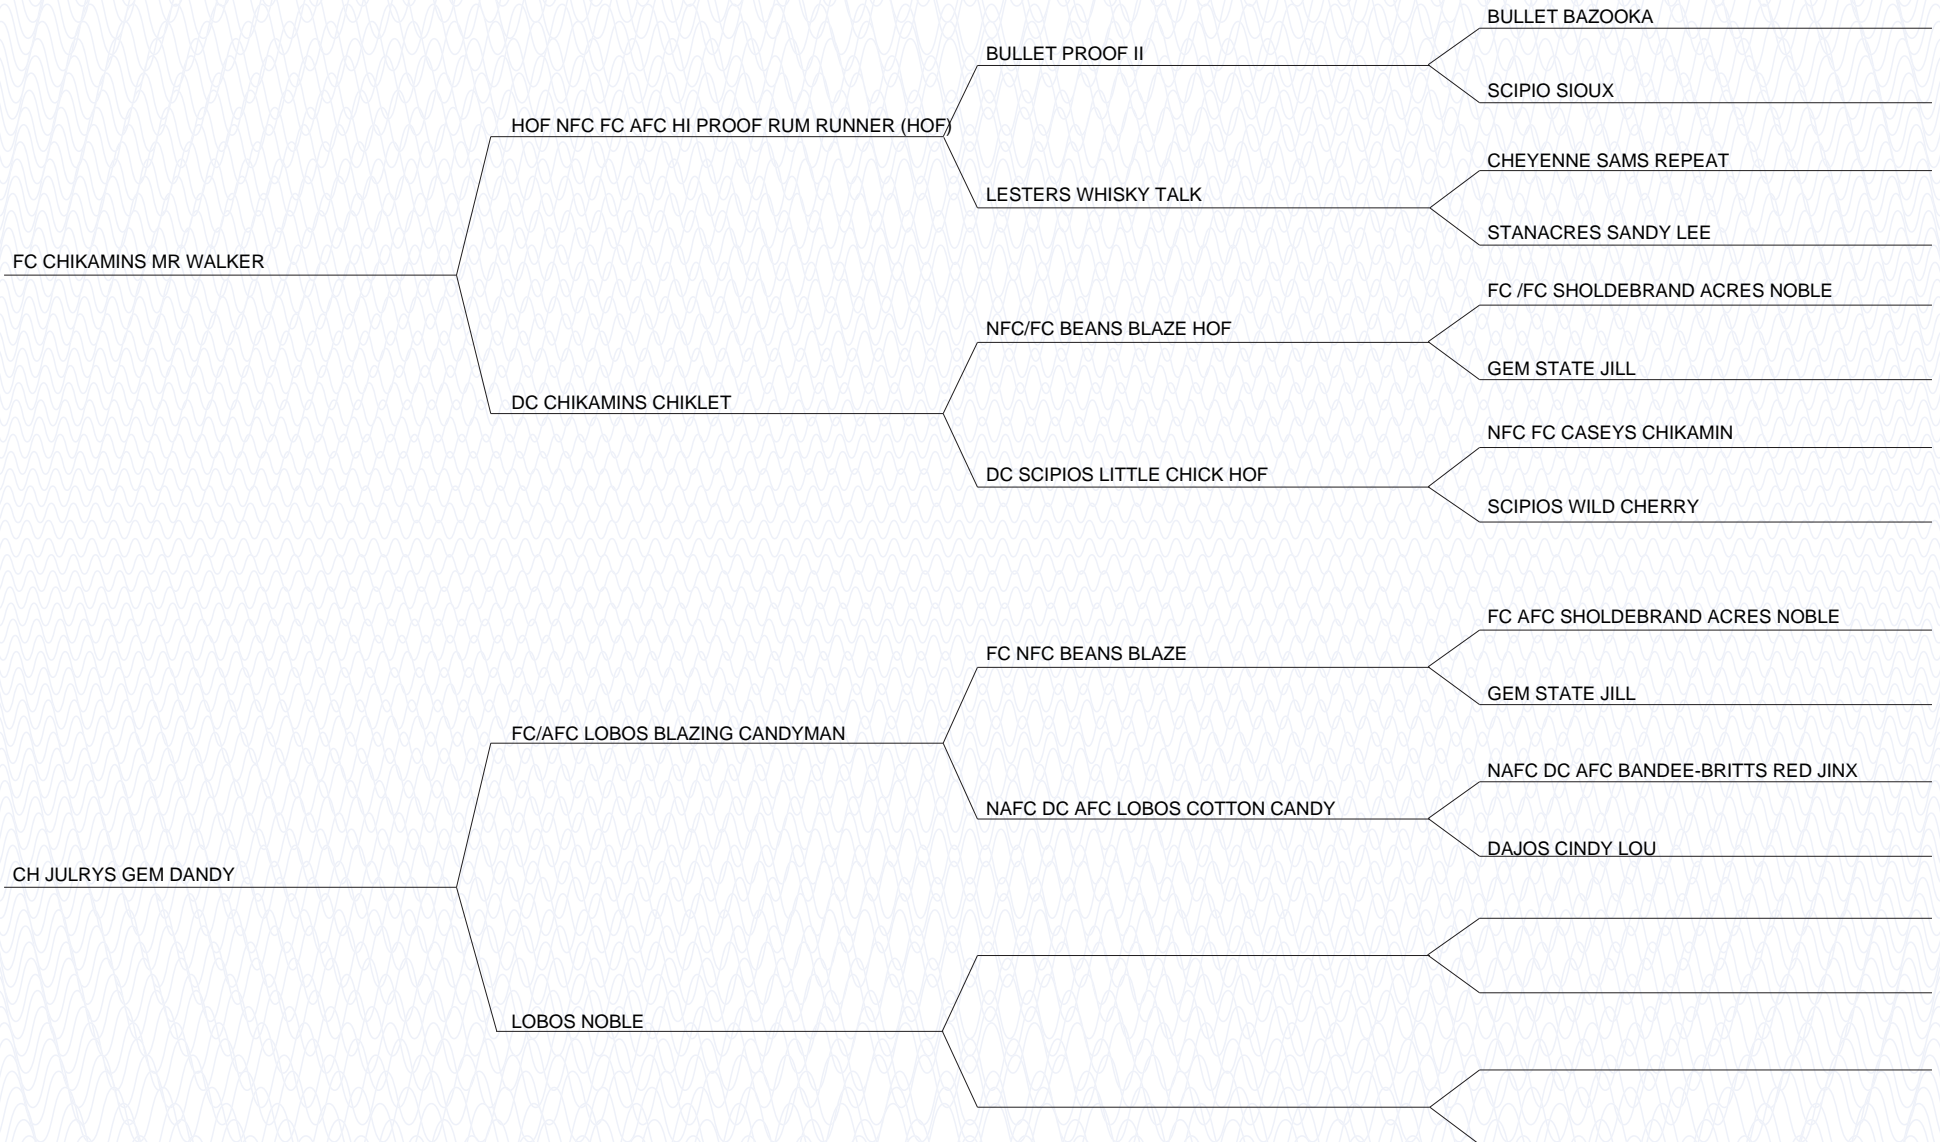 BULLET BAZOOKA
BULLET PROOF II
SCIPIO SIOUX
HOF NFC FC AFC HI PROOF RUM RUNNER (HOF)
CHEYENNE SAMS REPEAT
LESTERS WHISKY TALK
STANACRES SANDY LEE
FC CHIKAMINS MR WALKER
FC /FC SHOLDEBRAND ACRES NOBLE
NFC/FC BEANS BLAZE HOF
GEM STATE JILL
DC CHIKAMINS CHIKLET
NFC FC CASEYS CHIKAMIN
DC SCIPIOS LITTLE CHICK HOF
SCIPIOS WILD CHERRY
FC AFC SHOLDEBRAND ACRES NOBLE
FC NFC BEANS BLAZE
GEM STATE JILL
FC/AFC LOBOS BLAZING CANDYMAN
NAFC DC AFC BANDEE-BRITTS RED JINX
NAFC DC AFC LOBOS COTTON CANDY
DAJOS CINDY LOU
CH JULRYS GEM DANDY
LOBOS NOBLE